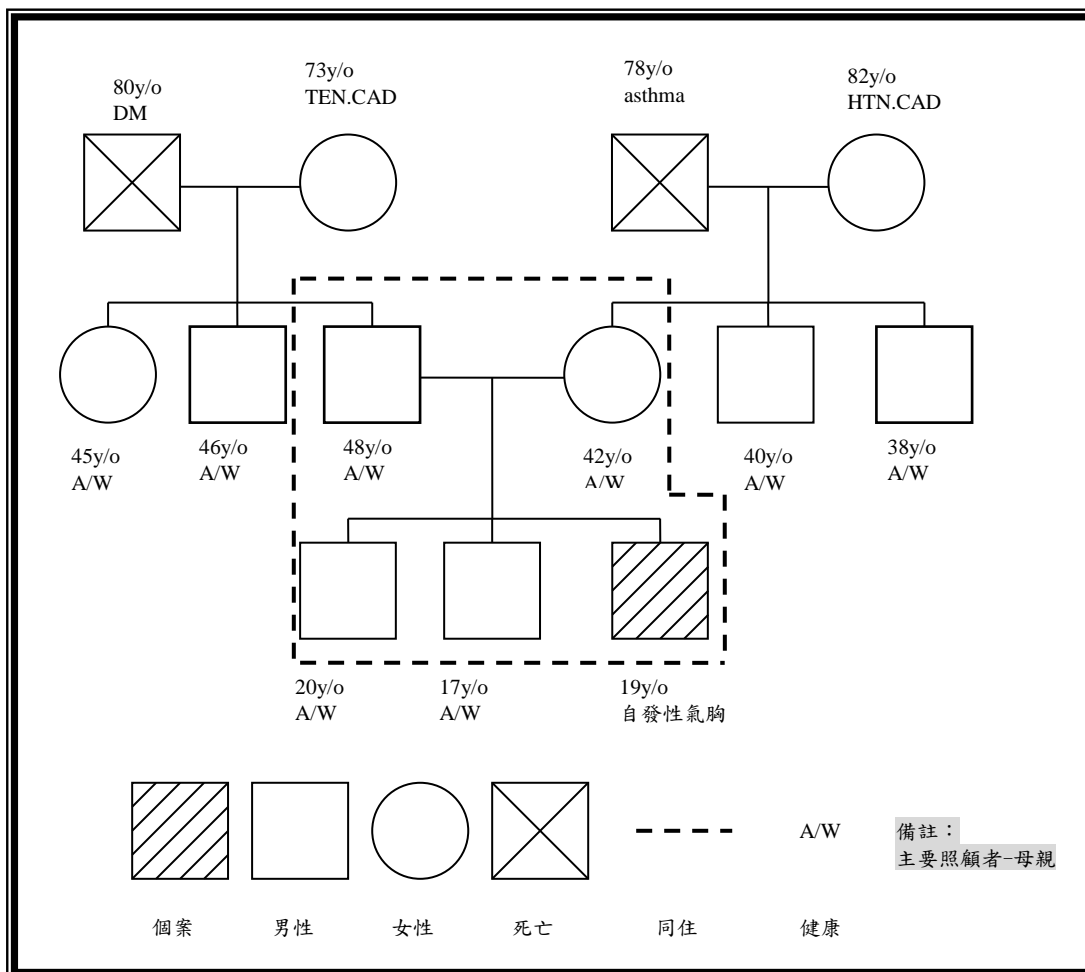 80y/o
DM
73y/o
TEN.CAD
78y/o
asthma
82y/o
HTN.CAD
45y/o
A/W
46y/o
A/W
48y/o
A/W
42y/o
A/W
40y/o
A/W
38y/o
A/W
20y/o
A/W
17y/o
A/W
19y/o
自發性氣胸
A/W
備註：
主要照顧者-母親
個案
男性
女性
死亡
同住
健康